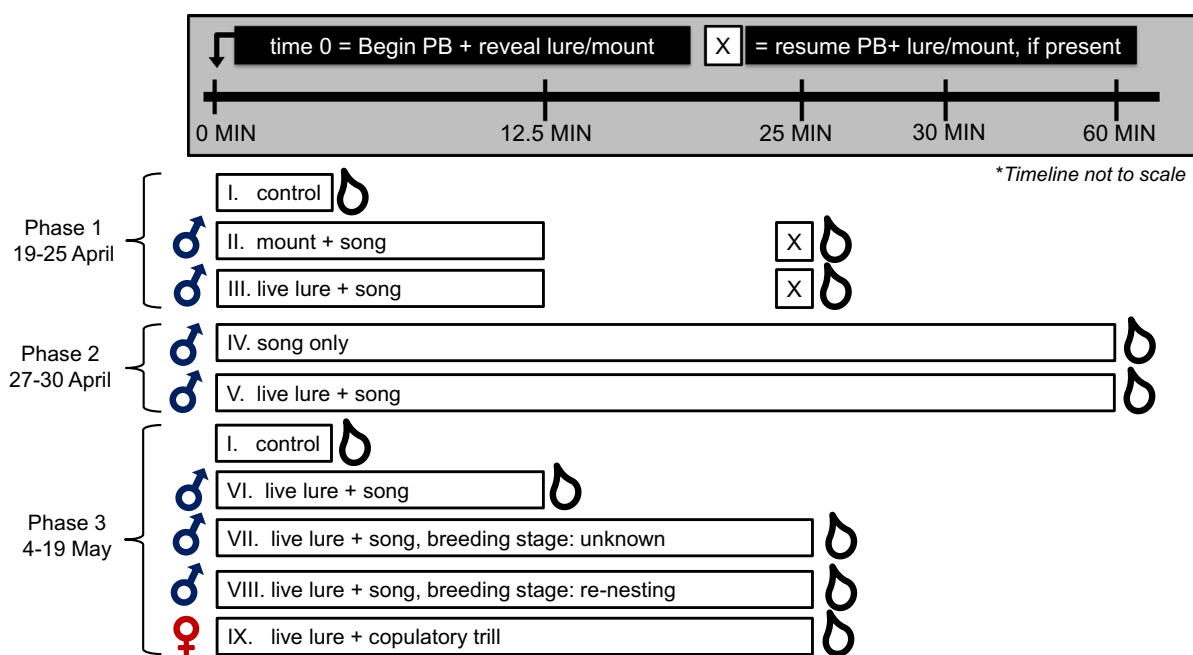 time 0 = Begin PB + reveal lure/mount
X = resume PB+ lure/mount, if present
0 MIN 12.5 MIN 25 MIN 30 MIN 60 MIN
*Timeline not to scale
Phase 1
19-25 April
I. control
II. mount + song X
III. live lure + song X
Phase 2
27-30 April
IV. song only
V. live lure + song
Phase 3
4-19 May
I. control
VI. live lure + song
VII. live lure + song, breeding stage: unknown
VIII. live lure + song, breeding stage: re-nesting
IX. live lure + copulatory trill